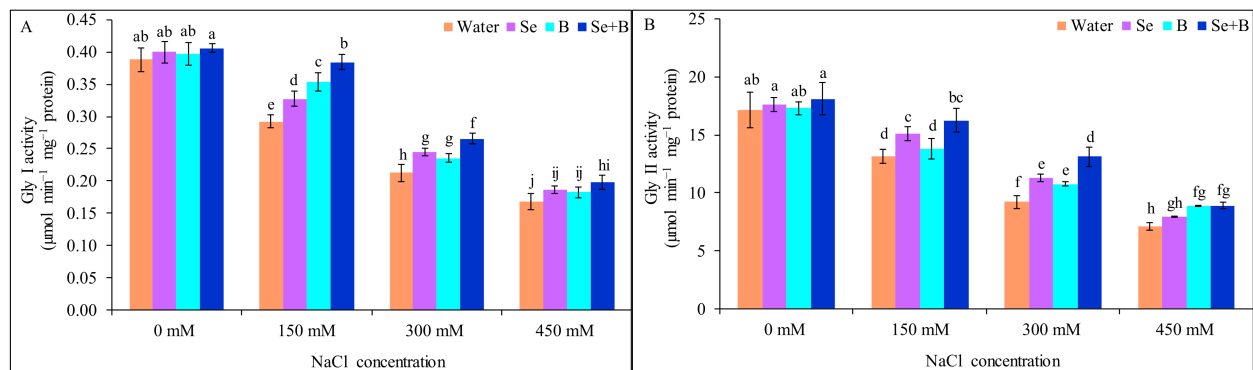 A
Water Se B Se+B
0.45
0.40
0.35
0.30
0.25
0.20
0.15
0.10
0.05
0.00
Gly I activity
(μmol min⁻¹ mg⁻¹ protein)
ab ab ab a
e d c b
h g g f
j ij ij hi
0 mM 150 mM 300 mM 450 mM
NaCl concentration
B
Water Se B Se+B
25
20
15
10
5
0
Gly II activity
(μmol min⁻¹ mg⁻¹ protein)
ab a ab a
d c d bc
f e e d
h gh fg fg
0 mM 150 mM 300 mM 450 mM
NaCl concentration